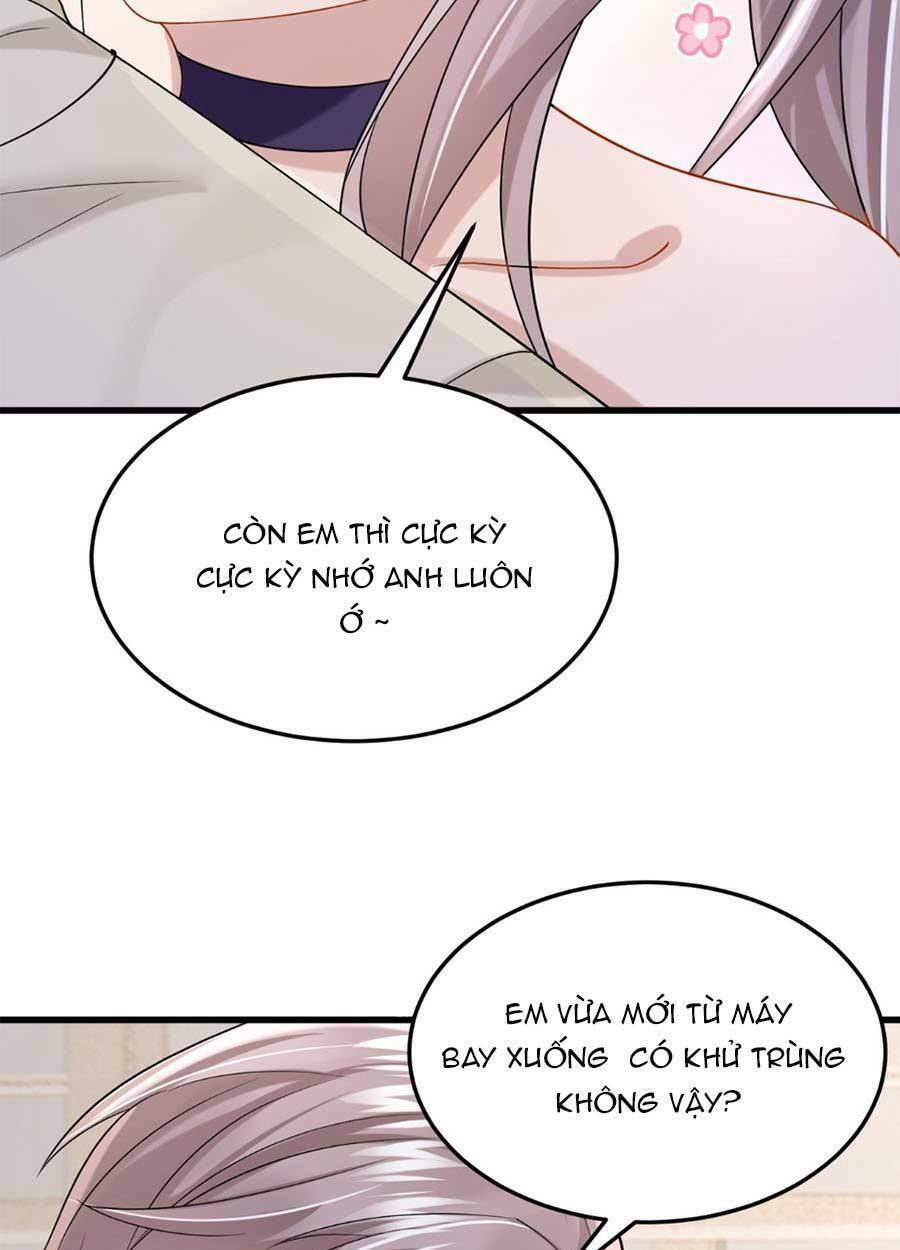 CÒN EM THÌ CỰC KỲ
CỰC KỲ NHỚ ANH LUÔN
Ớ ~
EM VỪA MỚI TỪ MÁY
BAY XUỐNG CÓ KHỬ TRÙNG
KHÔNG VẬY?